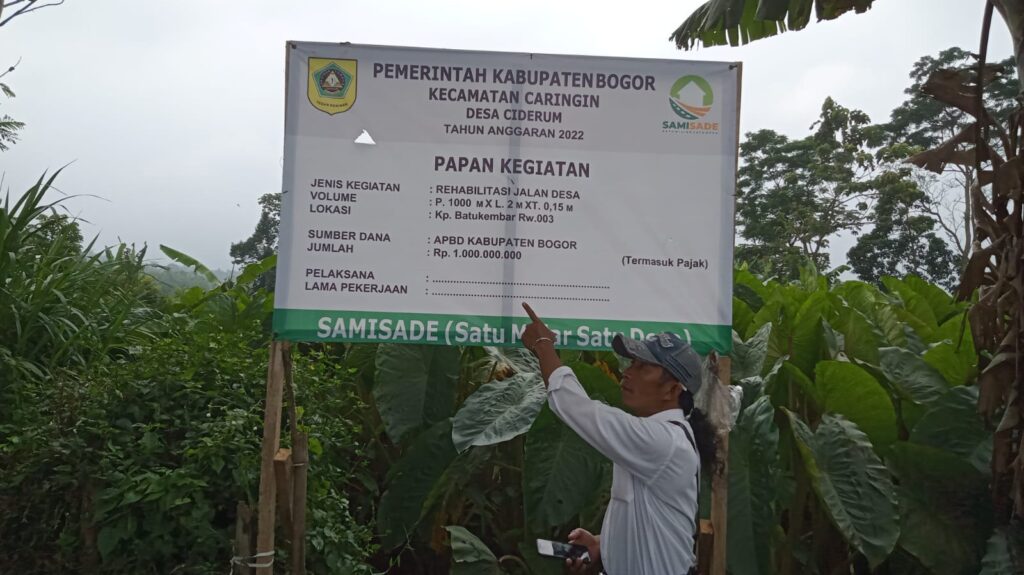 PEMERINTAH KABUPATEN BOGOR
KECAMATAN CARINGIN
DESA CIDERUM
TAHUN ANGGARAN 2022
SAMISADE
PAPAN KEGIATAN
JENIS KEGIATAN : REHABILITASI JALAN DESA
VOLUME : P. 1000 M X L. 2 M X T. 0,15 M
LOKASI : Kp. Batukembar Rw.003
SUMBER DANA : APBD KABUPATEN BOGOR
JUMLAH : Rp. 1.000.000.000 (Termasuk Pajak)
PELAKSANA : ........................................
LAMA PEKERJAAN : ........................................
SAMISADE (Satu